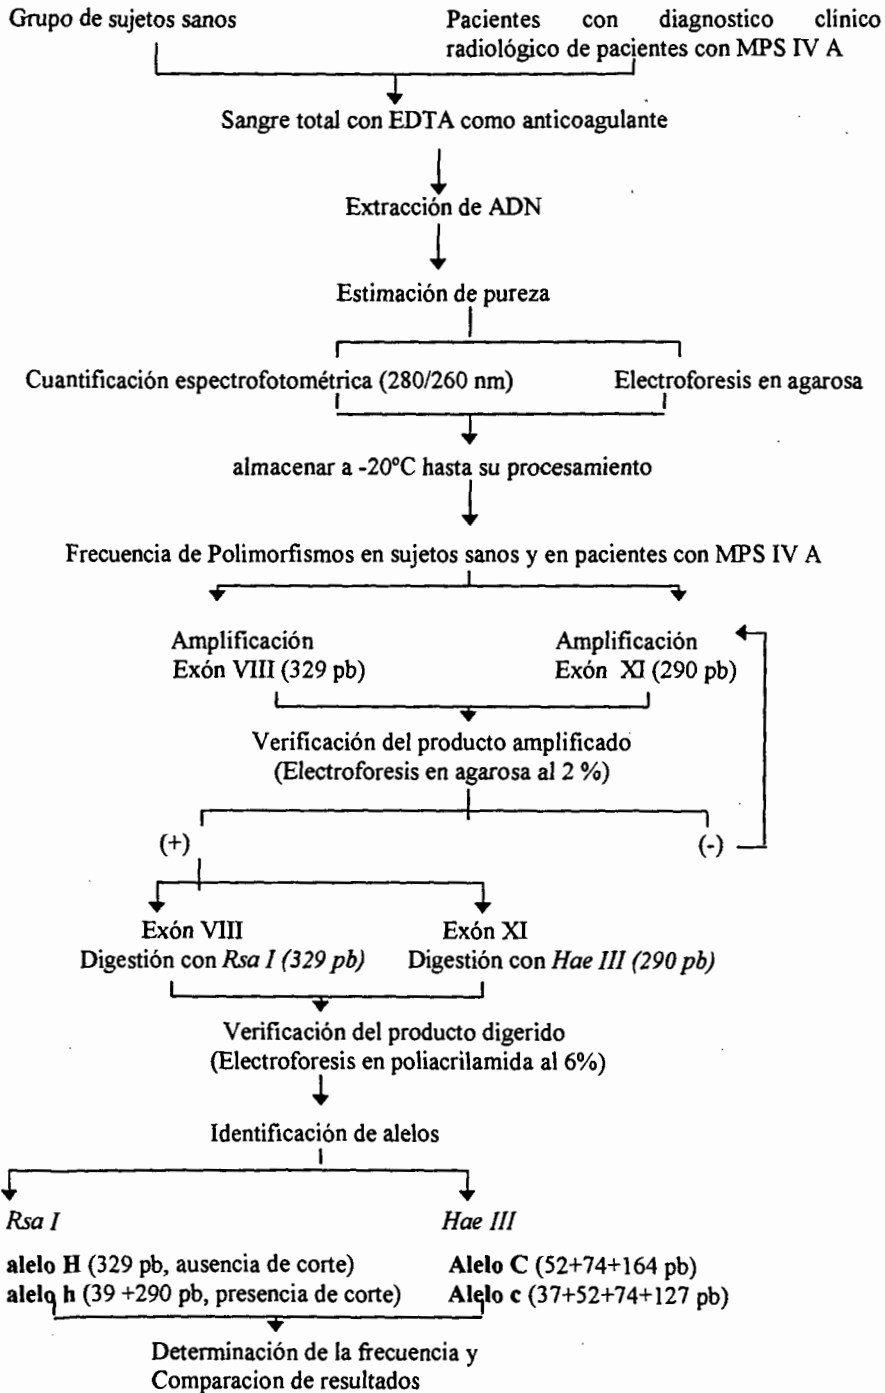 Grupo de sujetos sanos
Pacientes con diagnostico clínico
radiológico de pacientes con MPS IV A
Sangre total con EDTA como anticoagulante
Extracción de ADN
Estimación de pureza
Cuantificación espectrofotométrica (280/260 nm)
Electroforesis en agarosa
almacenar a -20ºC hasta su procesamiento
Frecuencia de Polimorfismos en sujetos sanos y en pacientes con MPS IV A
Amplificación
Exón VIII (329 pb)
Amplificación
Exón XI (290 pb)
Verificación del producto amplificado
(Electroforesis en agarosa al 2 %)
(+)
(-)
Exón VIII
Digestión con Rsa I (329 pb)
Exón XI
Digestión con Hae III (290 pb)
Verificación del producto digerido
(Electroforesis en poliacrilamida al 6%)
Identificación de alelos
Rsa I
alelo H (329 pb, ausencia de corte)
alelo h (39 +290 pb, presencia de corte)
Hae III
Alelo C (52+74+164 pb)
Alelo c (37+52+74+127 pb)
Determinación de la frecuencia y
Comparacion de resultados